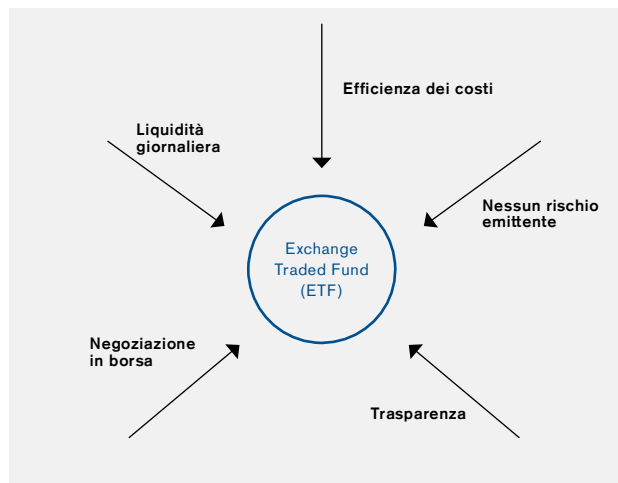 Efficienza dei costi
Liquidità
giornaliera
Nessun rischio
emittente
Exchange
Traded Fund
(ETF)
Negoziazione
in borsa
Trasparenza